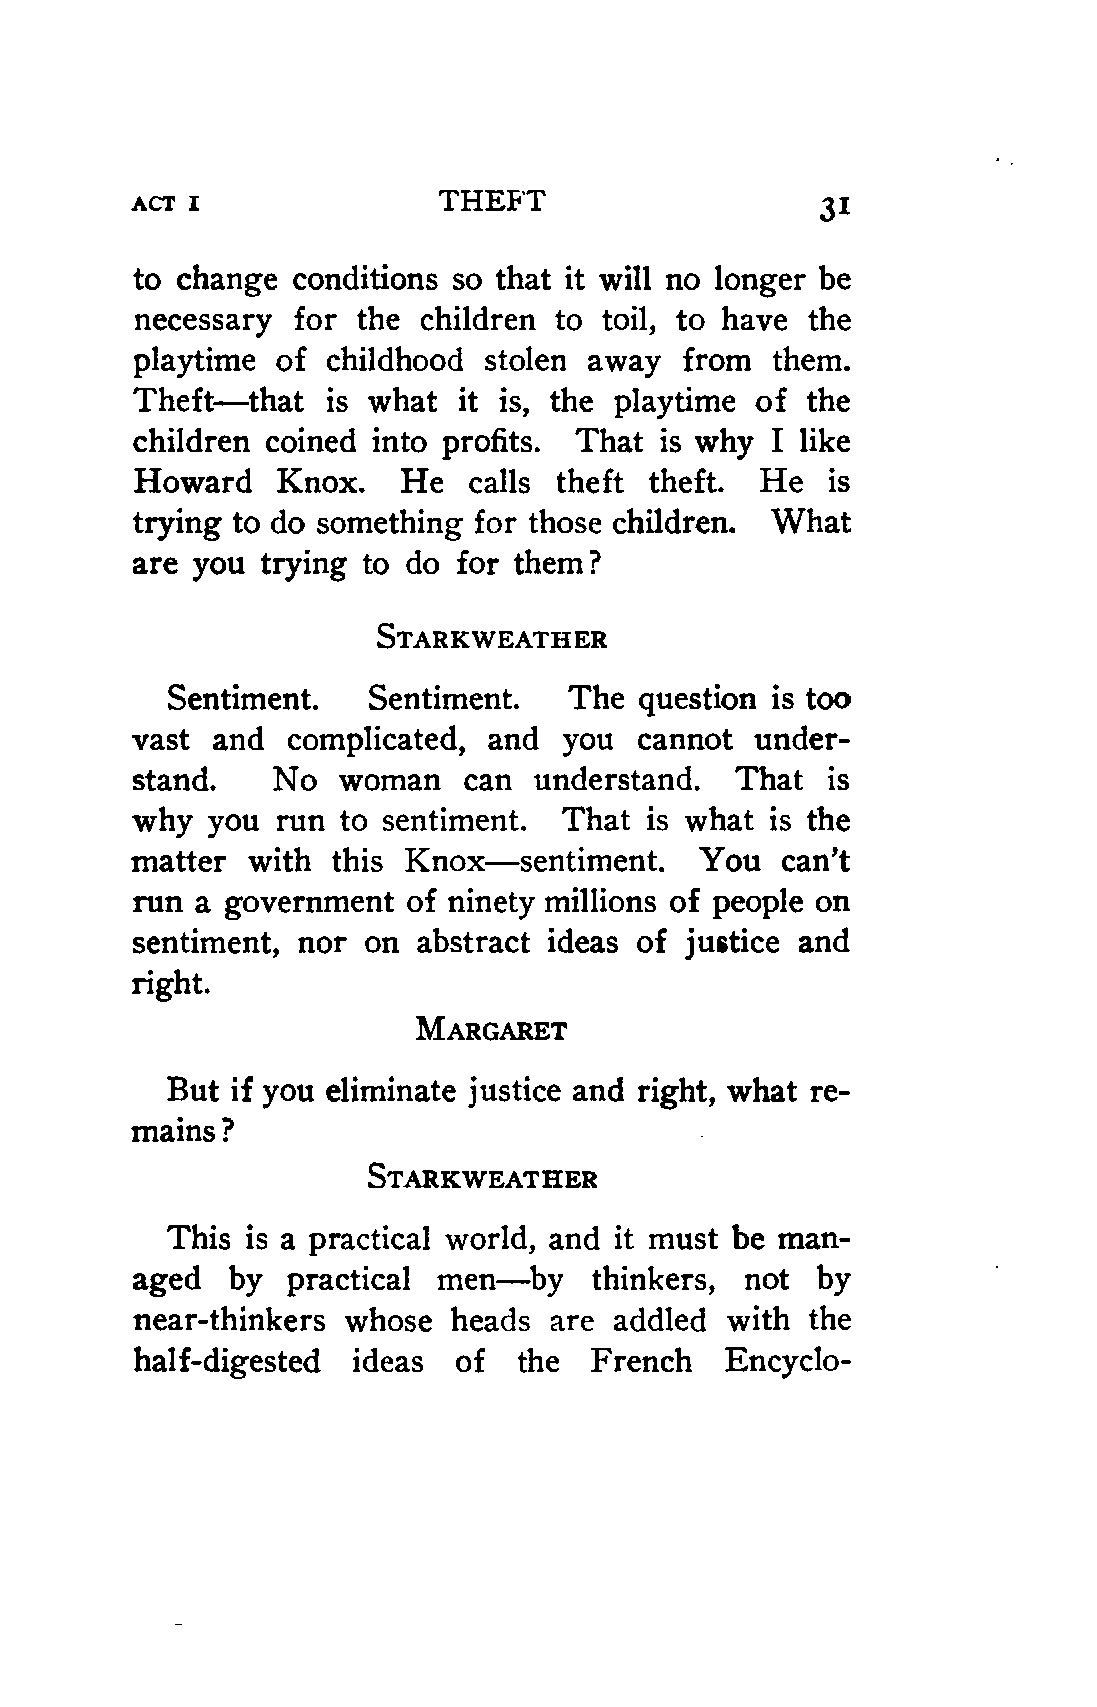 ACT I THEFT 31
to change conditions so that it will no longer be
necessary for the children to toil, to have the
playtime of childhood stolen away from them.
Theft—that is what it is, the playtime of the
children coined into profits. That is why I like
Howard Knox. He calls theft theft. He is
trying to do something for those children. What
are you trying to do for them?
STARKWEATHER
Sentiment. Sentiment. The question is too
vast and complicated, and you cannot under-
stand. No woman can understand. That is
why you run to sentiment. That is what is the
matter with this Knox—sentiment. You can't
run a government of ninety millions of people on
sentiment, nor on abstract ideas of justice and
right.
MARGARET
But if you eliminate justice and right, what re-
mains?
STARKWEATHER
This is a practical world, and it must be man-
aged by practical men—by thinkers, not by
near-thinkers whose heads are addled with the
half-digested ideas of the French Encyclo-